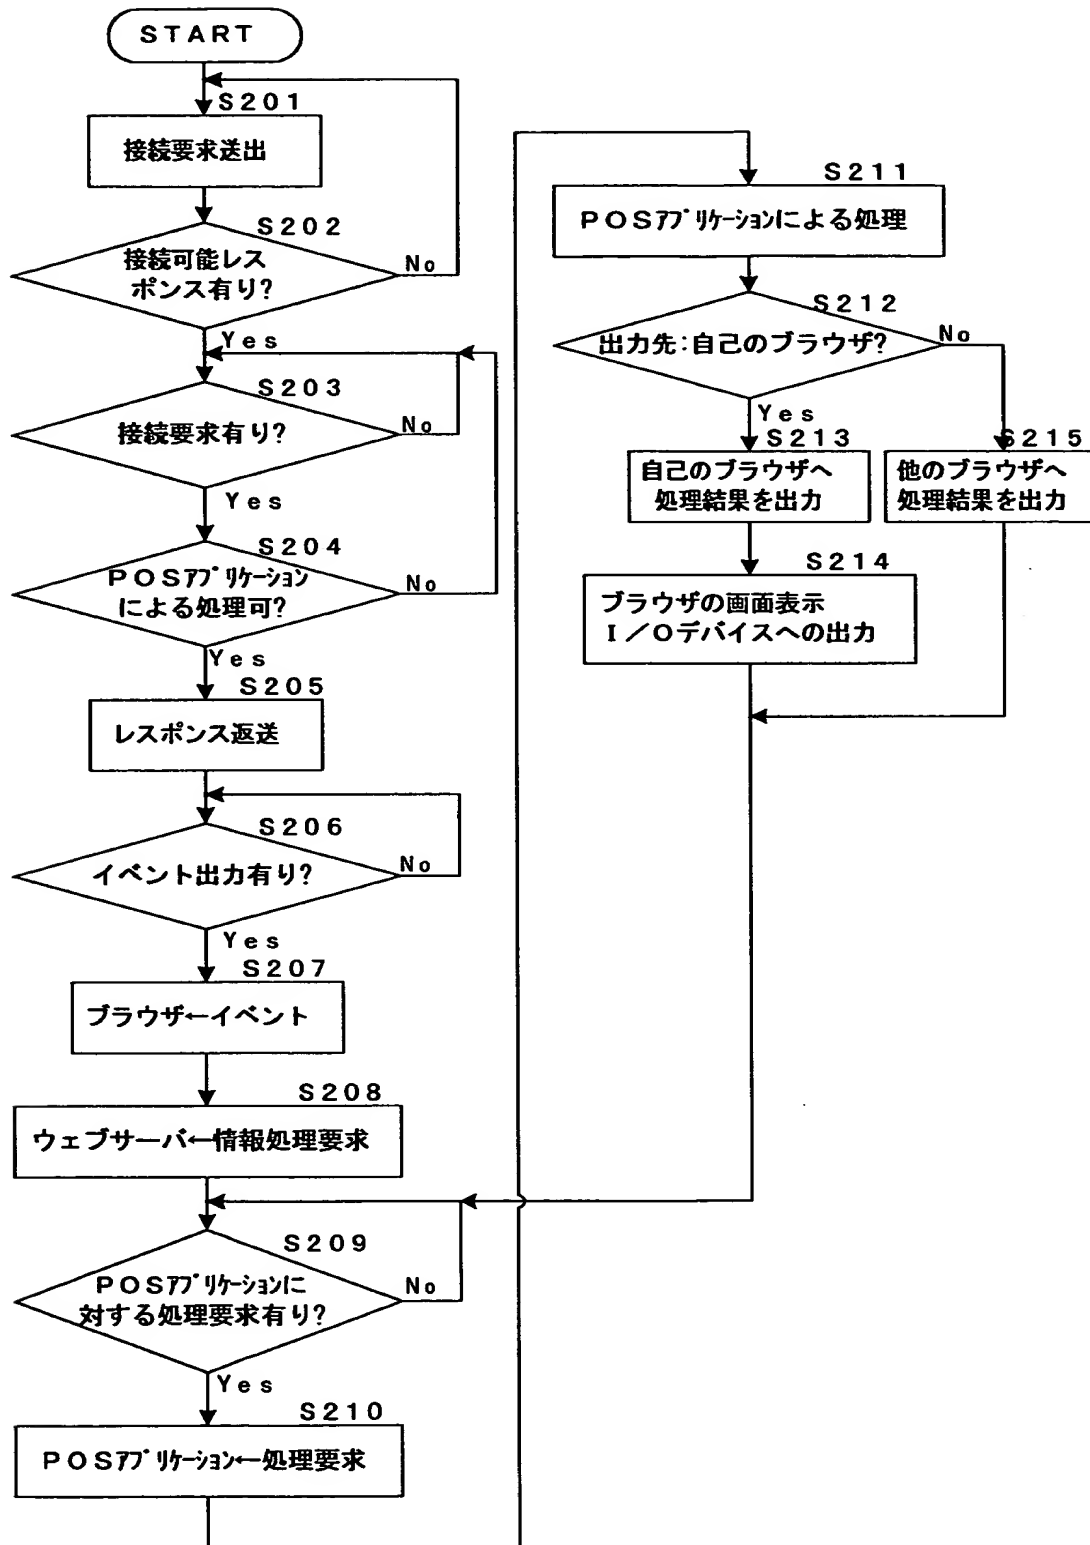 START
S201
接続要求送出
S202
接続可能レス
ポンス有り?
No
Yes
S203
接続要求有り?
No
Yes
S204
POSアプリケーション
による処理可?
No
Yes
S205
レスポンス返送
S206
イベント出力有り?
No
Yes
S207
ブラウザ←イベント
S208
ウェブサーバ←情報処理要求
S209
POSアプリケーションに
対する処理要求有り?
No
Yes
S210
POSアプリケーション←処理要求
S211
POSアプリケーションによる処理
S212
出力先:自己のブラウザ?
No
Yes
S213
自己のブラウザへ
処理結果を出力
S215
他のブラウザへ
処理結果を出力
S214
ブラウザの画面表示
I/Oデバイスへの出力